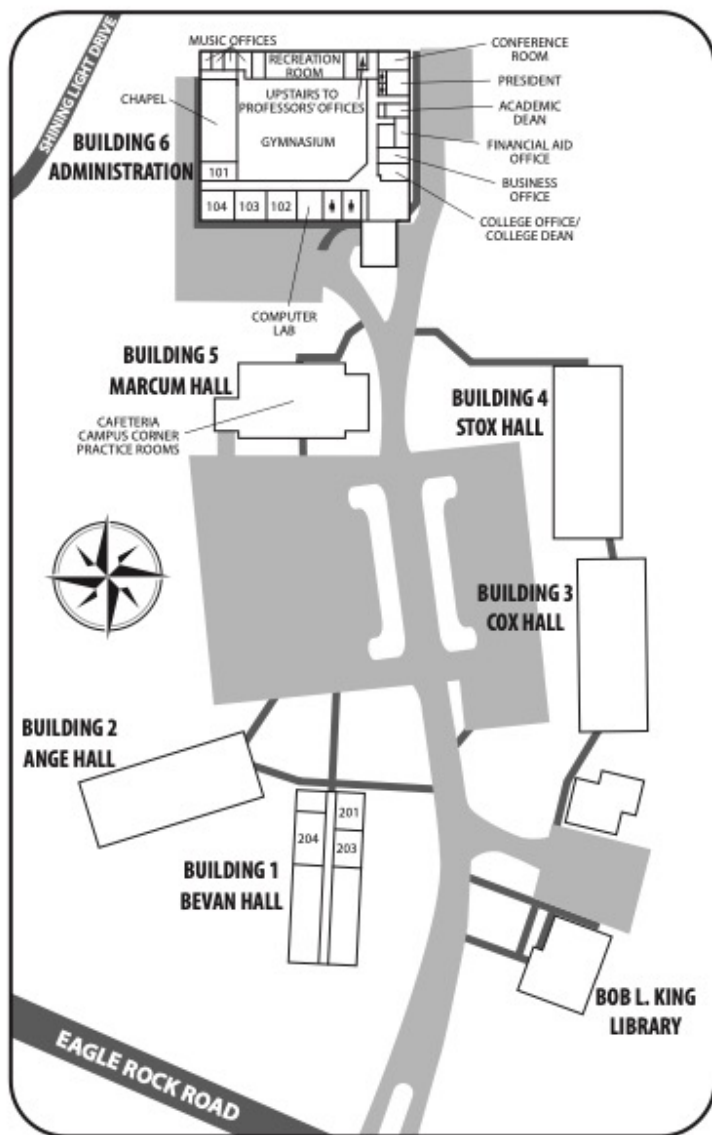 SHINING LIGHT DRIVE
MUSIC OFFICES
RECREATION
ROOM
CONFERENCE
ROOM
PRESIDENT
CHAPEL
UPSTAIRS TO
PROFESSORS' OFFICES
ACADEMIC
DEAN
BUILDING 6
ADMINISTRATION
GYMNASIUM
FINANCIAL AID
OFFICE
101
BUSINESS
OFFICE
104
103
102
COLLEGE OFFICE/
COLLEGE DEAN
COMPUTER
LAB
BUILDING 5
MARCUM HALL
CAFETERIA
CAMPUS CORNER
PRACTICE ROOMS
BUILDING 4
STOX HALL
BUILDING 3
COX HALL
BUILDING 2
ANGE HALL
201
204
203
BUILDING 1
BEVAN HALL
BOB L. KING
LIBRARY
EAGLE ROCK ROAD